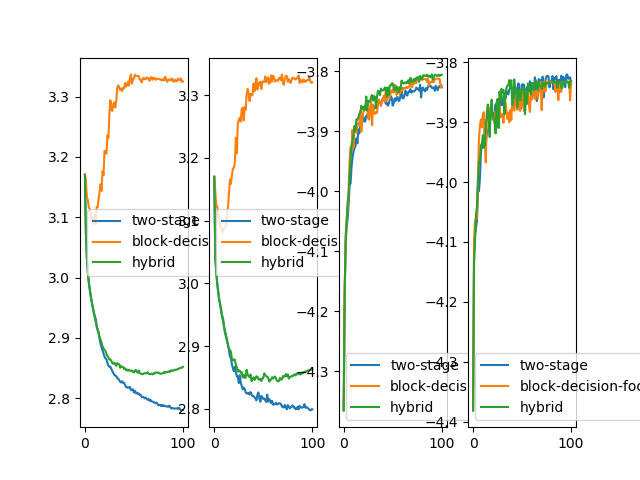 3.3
3.2
3.1
3.0
2.9
2.8
0
100
two-stage
block-decis
hybrid
3.3
3.2
3.1
3.0
2.9
2.8
0
100
two-stage
block-decis
hybrid
−3.8
−3.9
−4.0
−4.1
−4.2
−4.3
0
100
two-stage
block-decis
hybrid
−3.8
−3.9
−4.0
−4.1
−4.2
−4.3
−4.4
0
100
two-stage
block-decision-foc
hybrid